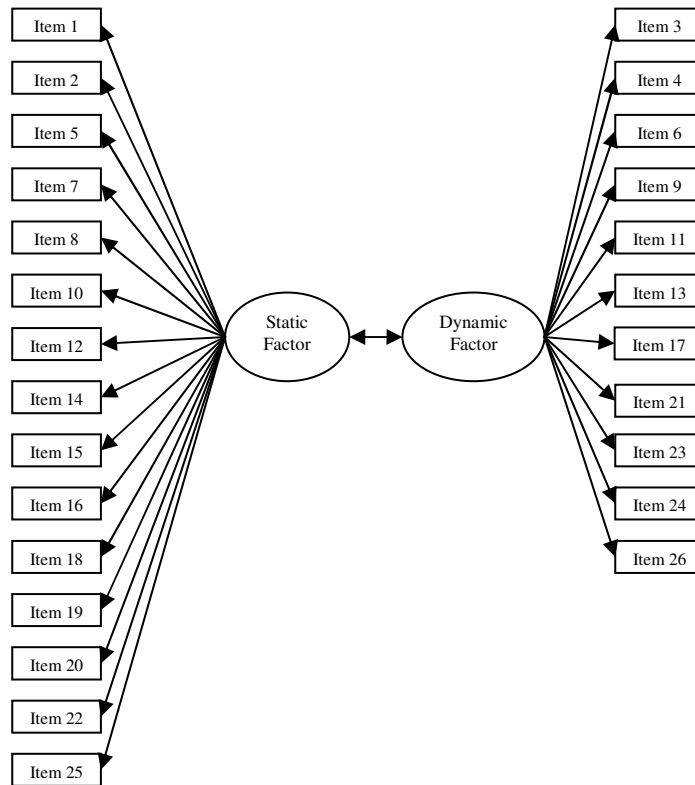 Item 1
Item 2
Item 5
Item 7
Item 8
Item 10
Item 12
Item 14
Item 15
Item 16
Item 18
Item 19
Item 20
Item 22
Item 25
Static
Factor
Dynamic
Factor
Item 3
Item 4
Item 6
Item 9
Item 11
Item 13
Item 17
Item 21
Item 23
Item 24
Item 26